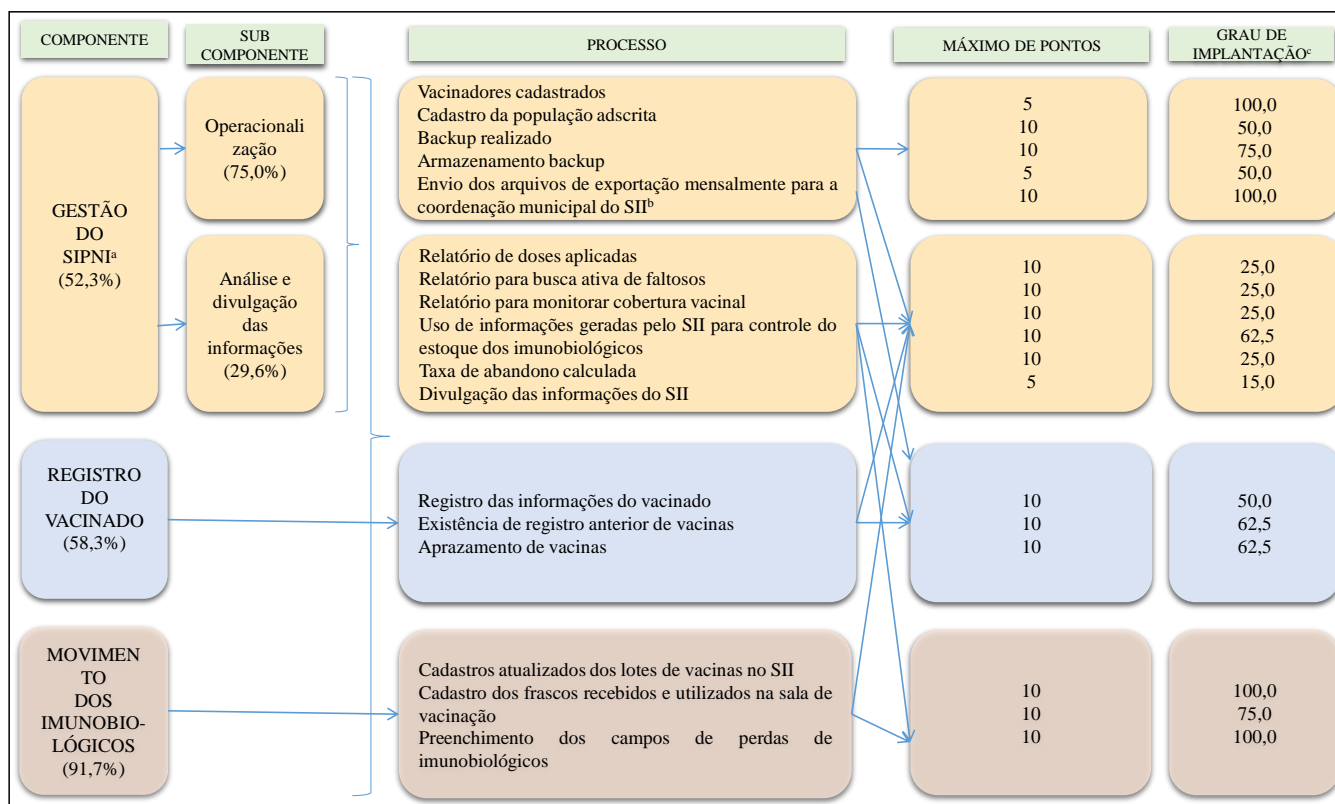 COMPONENTE
SUB
COMPONENTE
PROCESSO
MÁXIMO DE PONTOS
GRAU DE
IMPLANTAÇÃOᶜ
GESTÃO
DO
SIPNIᵃ
(52,3%)
Operacionali
zação
(75,0%)
Vacinadores cadastrados
Cadastro da população adscrita
Backup realizado
Armazenamento backup
Envio dos arquivos de exportação mensalmente para a
coordenação municipal do SIIᵇ
5
10
10
5
10
100,0
50,0
75,0
50,0
100,0
Análise e
divulgação
das
informações
(29,6%)
Relatório de doses aplicadas
Relatório para busca ativa de faltosos
Relatório para monitorar cobertura vacinal
Uso de informações geradas pelo SII para controle do
estoque dos imunobiológicos
Taxa de abandono calculada
Divulgação das informações do SII
10
10
10
10
10
5
25,0
25,0
25,0
62,5
25,0
15,0
REGISTRO
DO
VACINADO
(58,3%)
Registro das informações do vacinado
Existência de registro anterior de vacinas
Aprazamento de vacinas
10
10
10
50,0
62,5
62,5
MOVIMEN
TO
DOS
IMUNOBIO-
LÓGICOS
(91,7%)
Cadastros atualizados dos lotes de vacinas no SII
Cadastro dos frascos recebidos e utilizados na sala de
vacinação
Preenchimento dos campos de perdas de
imunobiológicos
10
10
10
100,0
75,0
100,0